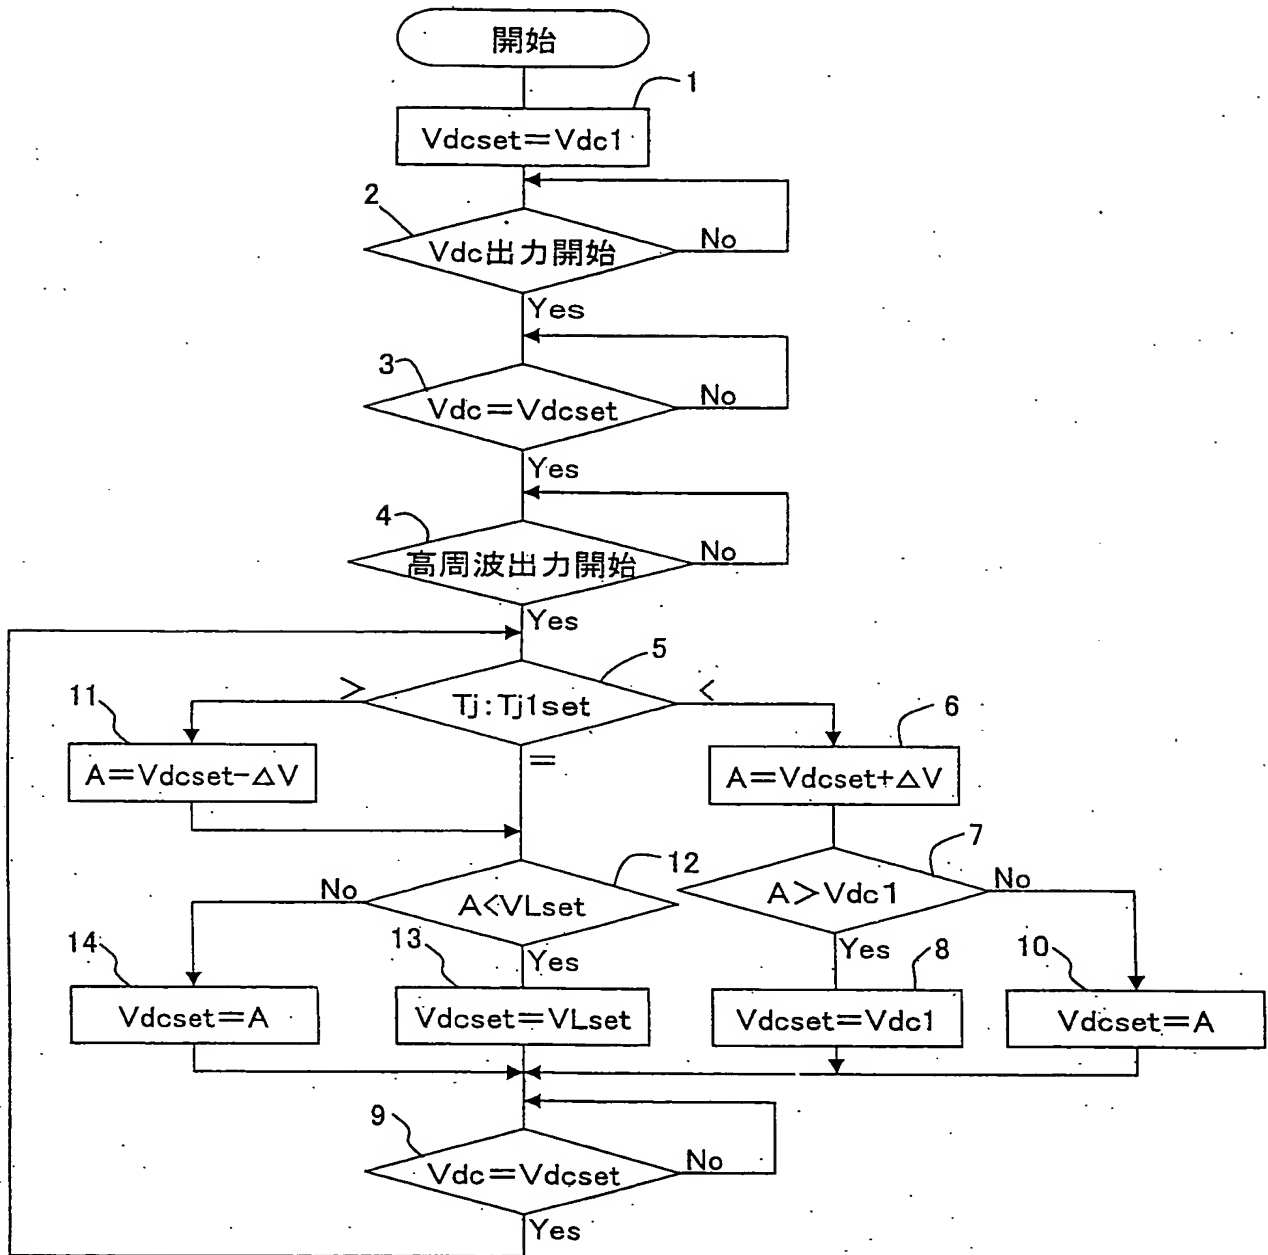 開始
1
Vdcset=Vdc1
2
Vdc出力開始
No
Yes
3
Vdc=Vdcset
No
Yes
4
高周波出力開始
No
Yes
5
>
Tj:Tj1set
<
=
11
A=Vdcset-△V
6
A=Vdcset+△V
12
No
A<VLset
Yes
7
A>Vdc1
No
Yes
14
Vdcset=A
13
Vdcset=VLset
8
Vdcset=Vdc1
10
Vdcset=A
9
Vdc=Vdcset
No
Yes